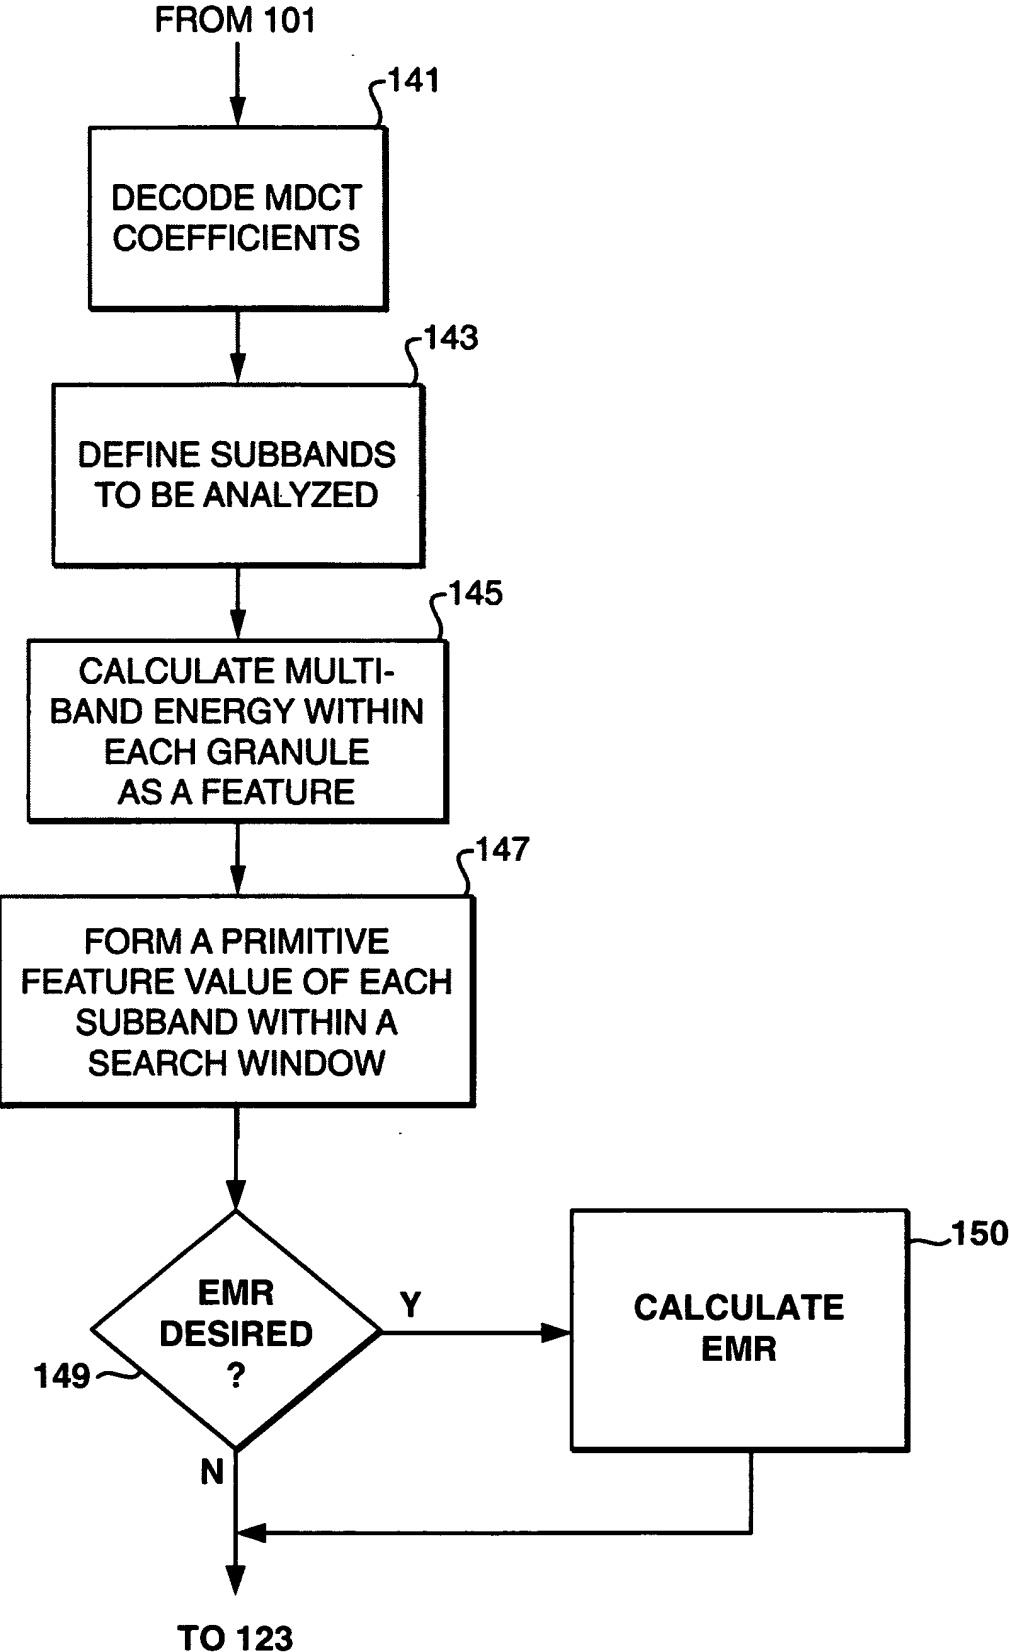 FROM 101
141
DECODE MDCT
COEFFICIENTS
143
DEFINE SUBBANDS
TO BE ANALYZED
145
CALCULATE MULTI-
BAND ENERGY WITHIN
EACH GRANULE
AS A FEATURE
147
FORM A PRIMITIVE
FEATURE VALUE OF EACH
SUBBAND WITHIN A
SEARCH WINDOW
EMR
DESIRED
?
149
Y
N
150
CALCULATE
EMR
TO 123